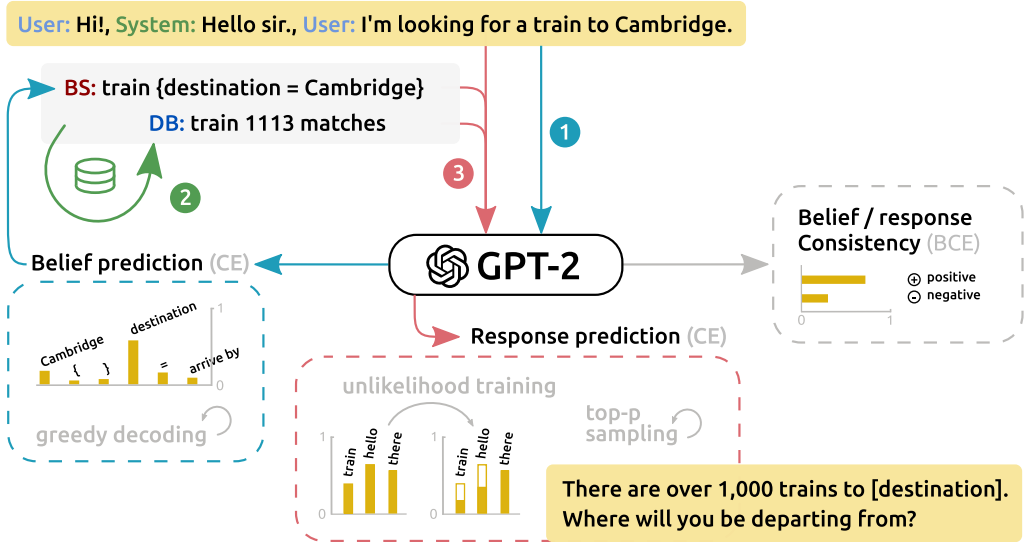 User: Hi!, System: Hello sir., User: I'm looking for a train to Cambridge.
BS: train {destination = Cambridge}
DB: train 1113 matches
1
3
2
GPT-2
Belief / response
Consistency (BCE)
+ positive
- negative
0 1
Belief prediction (CE)
1
Cambridge { } destination = arrive by
0
greedy decoding
Response prediction (CE)
unlikelihood training
top-p
sampling
1 train hello there
0
1 train hello there
0
There are over 1,000 trains to [destination].
Where will you be departing from?